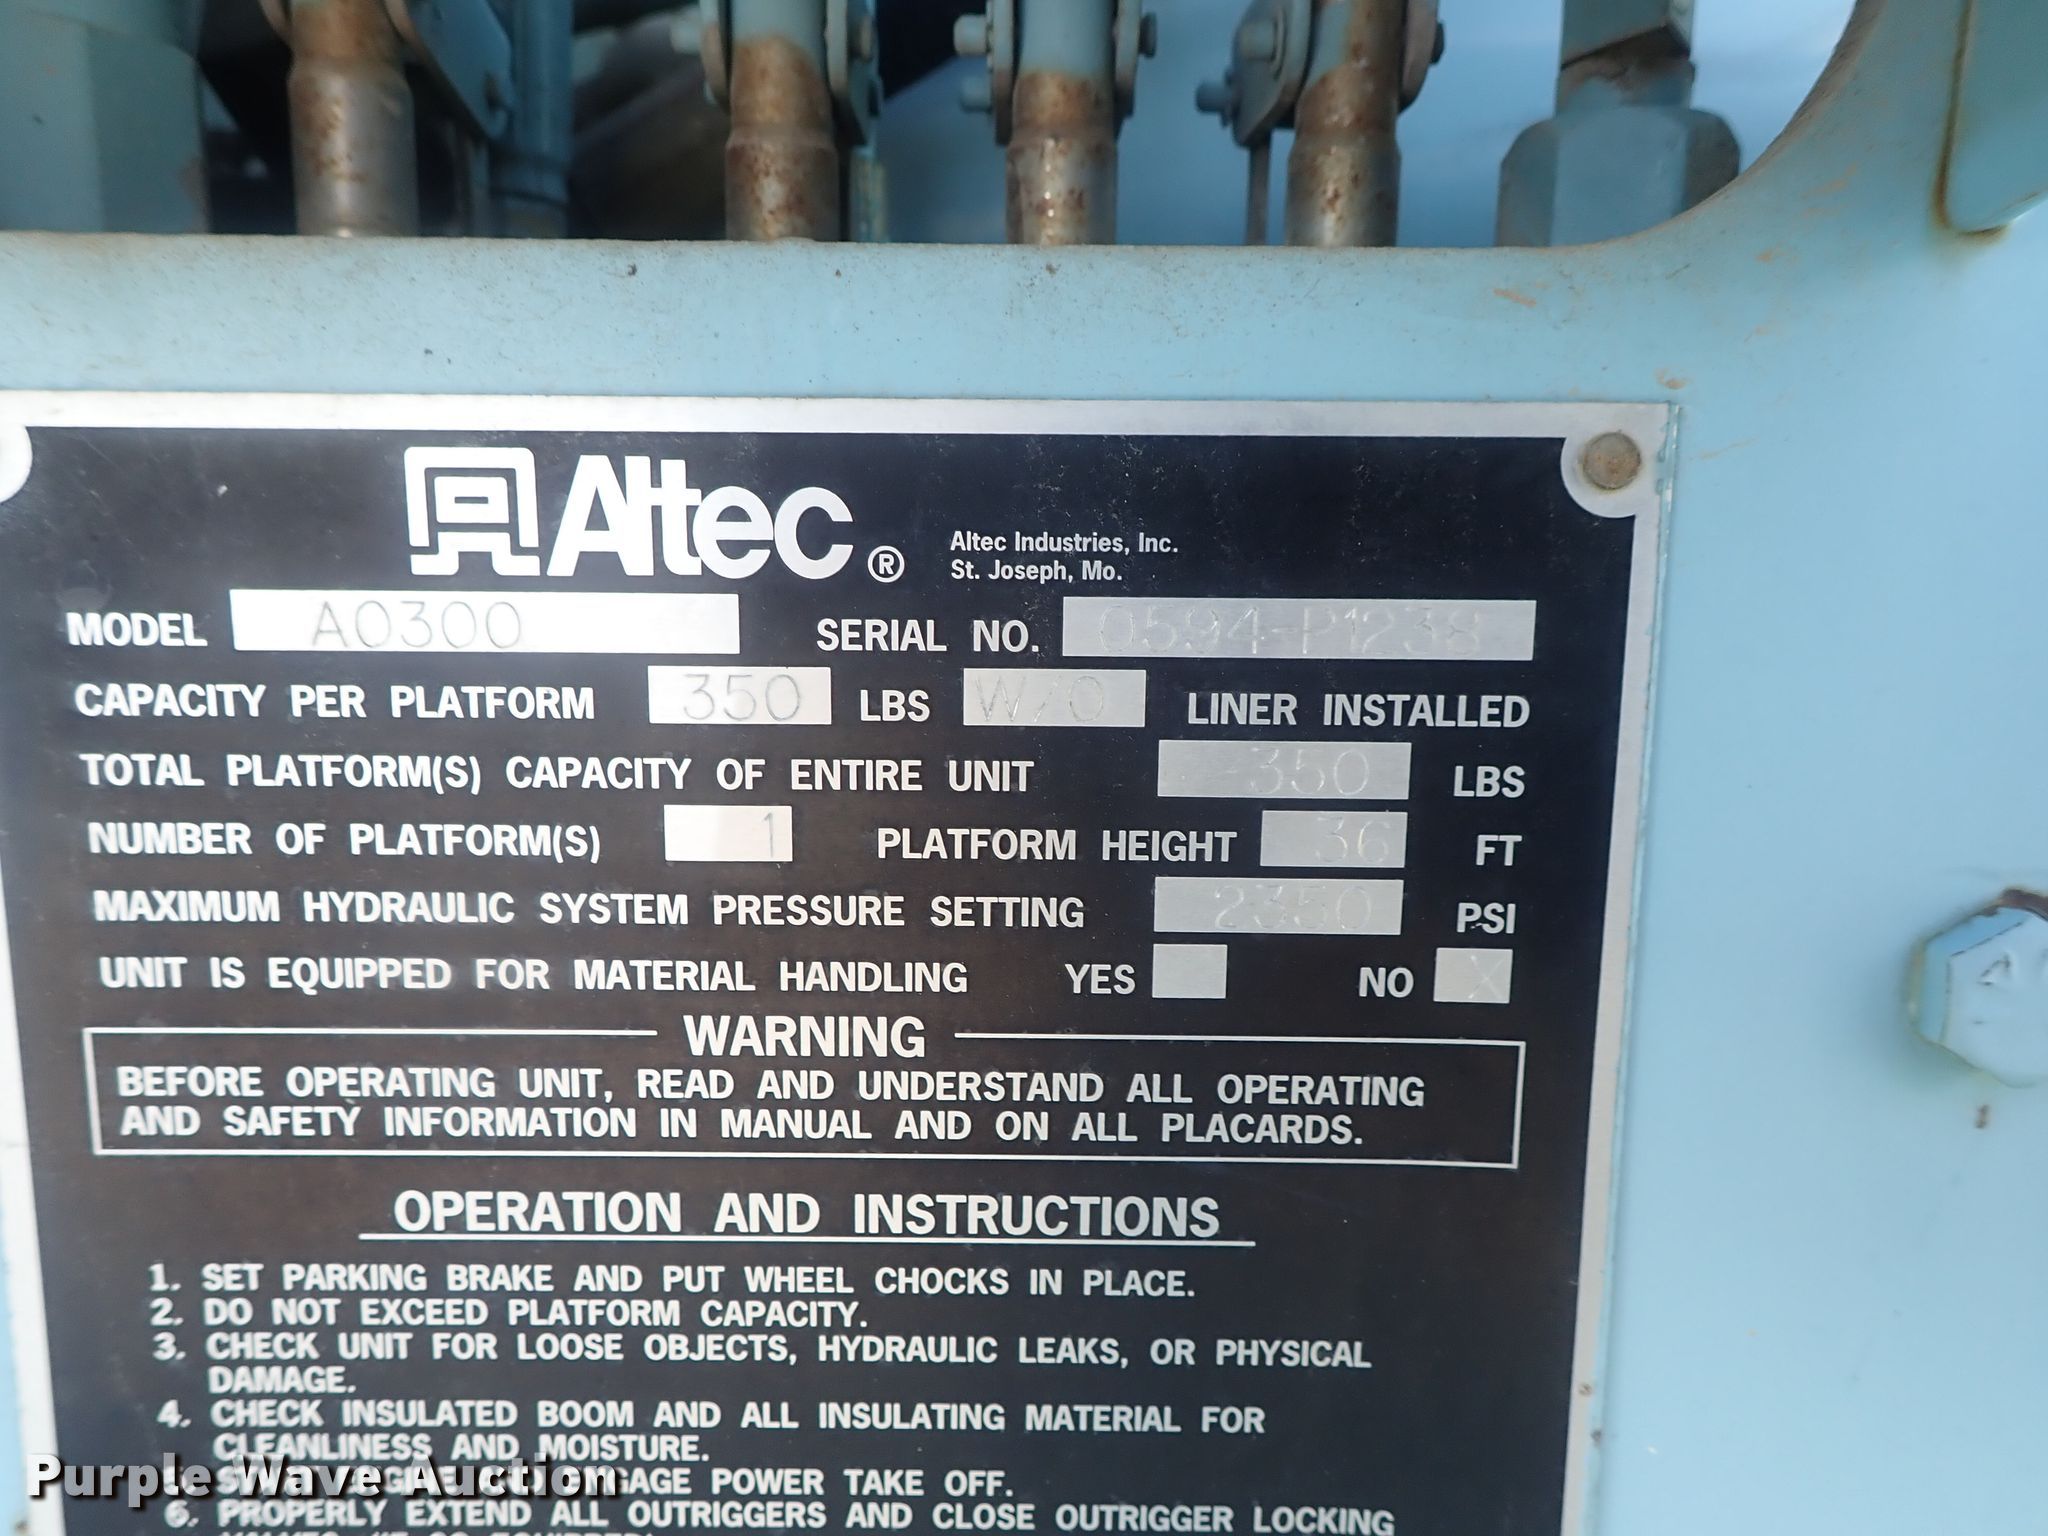 Altec®
Altec Industries, Inc.
St. Joseph, Mo.
MODEL A0300 SERIAL NO. 0594-P1238
CAPACITY PER PLATFORM 350 LBS W/O LINER INSTALLED
TOTAL PLATFORM(S) CAPACITY OF ENTIRE UNIT 350 LBS
NUMBER OF PLATFORM(S) 1 PLATFORM HEIGHT 36 FT
MAXIMUM HYDRAULIC SYSTEM PRESSURE SETTING 2350 PSI
UNIT IS EQUIPPED FOR MATERIAL HANDLING YES NO X
WARNING
BEFORE OPERATING UNIT, READ AND UNDERSTAND ALL OPERATING
AND SAFETY INFORMATION IN MANUAL AND ON ALL PLACARDS.
OPERATION AND INSTRUCTIONS
1. SET PARKING BRAKE AND PUT WHEEL CHOCKS IN PLACE.
2. DO NOT EXCEED PLATFORM CAPACITY.
3. CHECK UNIT FOR LOOSE OBJECTS, HYDRAULIC LEAKS, OR PHYSICAL
DAMAGE.
4. CHECK INSULATED BOOM AND ALL INSULATING MATERIAL FOR
CLEANLINESS AND MOISTURE.
5. START ENGINE AND ENGAGE POWER TAKE OFF.
Purple Wave Auction
6. PROPERLY EXTEND ALL OUTRIGGERS AND CLOSE OUTRIGGER LOCKING